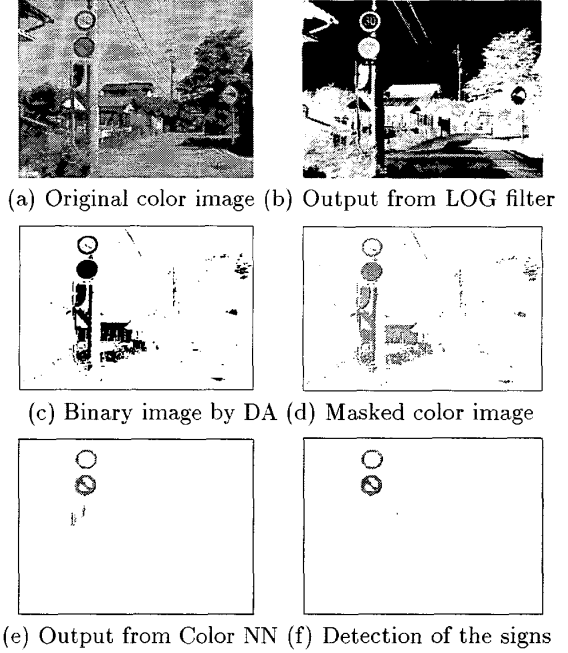 (a) Original color image (b) Output from LOG filter
(c) Binary image by DA (d) Masked color image
(e) Output from Color NN (f) Detection of the signs